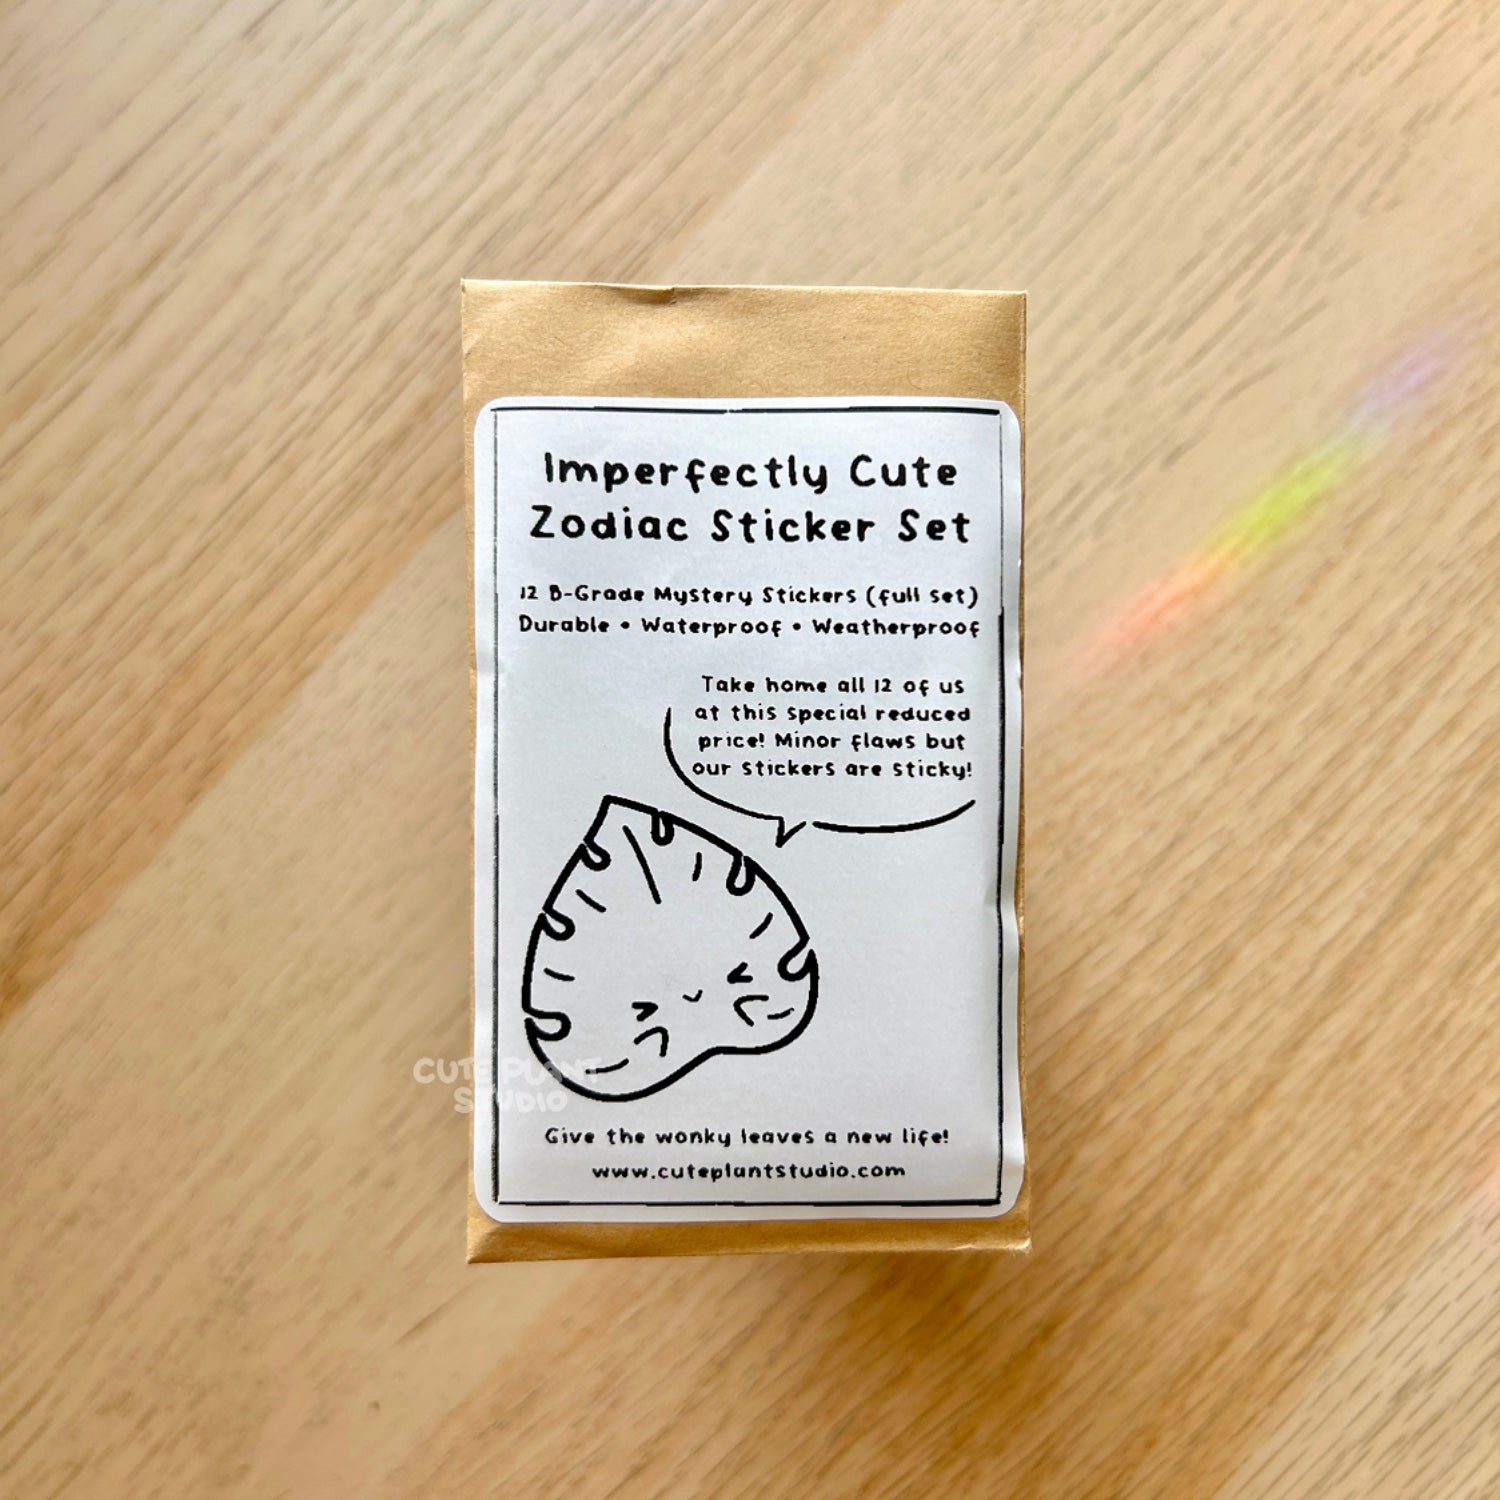 Imperfectly Cute
Zodiac Sticker Set
12 B-Grade Mystery Stickers (full set)
Durable • Waterproof • Weatherproof
Take home all 12 of us
at this special reduced
price! Minor flaws but
our stickers are sticky!
CUTE PLANT
STUDIO
Give the wonky leaves a new life!
www.cuteplantstudio.com